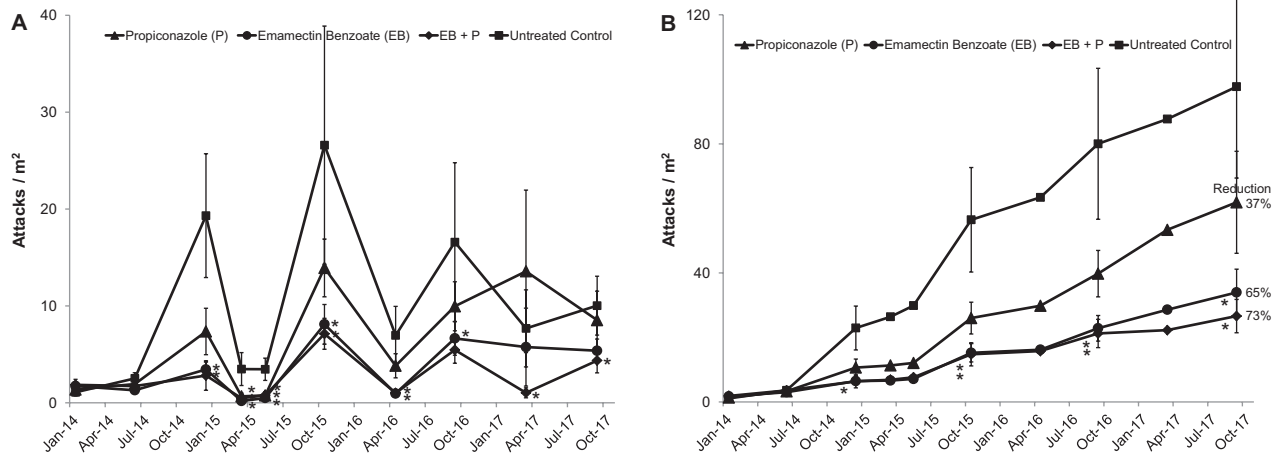 A
40
30
20
10
0
Attacks / m²
Propiconazole (P) Emamectin Benzoate (EB) EB + P Untreated Control
* * * * * * * * * * * * * *
Jan-14 Apr-14 Jul-14 Oct-14 Jan-15 Apr-15 Jul-15 Oct-15 Jan-16 Apr-16 Jul-16 Oct-16 Jan-17 Apr-17 Jul-17 Oct-17
B
120
80
40
0
Attacks / m²
Propiconazole (P) Emamectin Benzoate (EB) EB + P Untreated Control
Reduction
37%
65%
73%
* * * * * * *
Jan-14 Apr-14 Jul-14 Oct-14 Jan-15 Apr-15 Jul-15 Oct-15 Jan-16 Apr-16 Jul-16 Oct-16 Jan-17 Apr-17 Jul-17 Oct-17